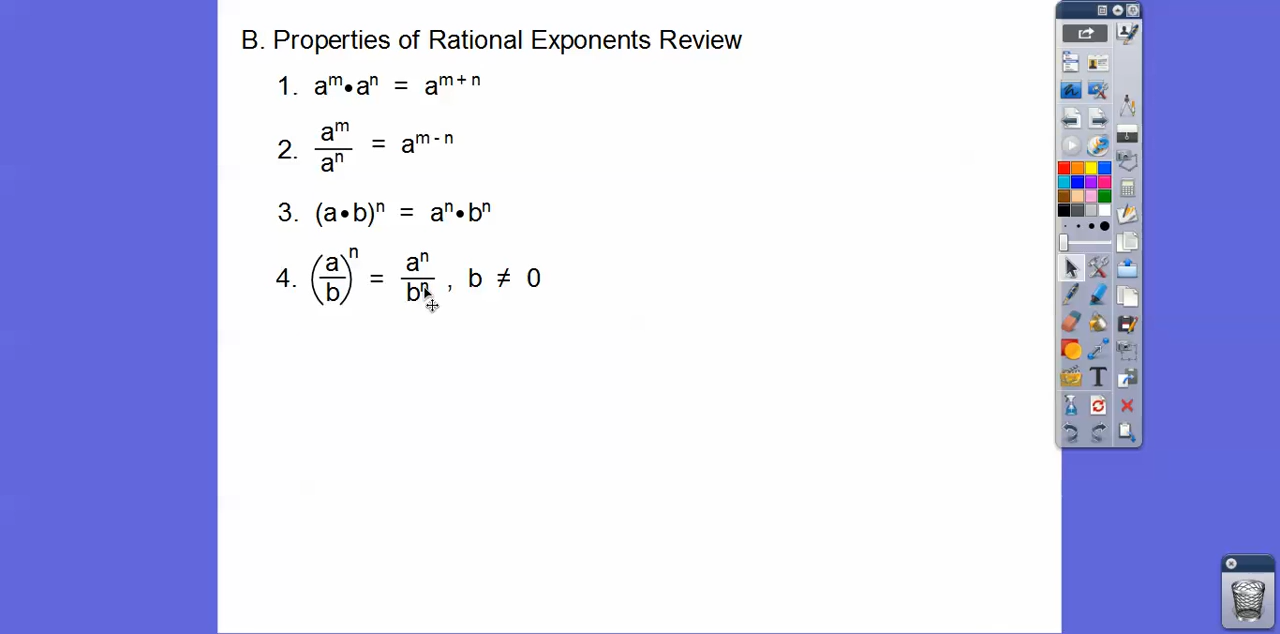 B. Properties of Rational Exponents Review
1. aᵐ•aⁿ = aᵐ⁺ⁿ
2. aᵐ/aⁿ = aᵐ⁻ⁿ
3. (a•b)ⁿ = aⁿ•bⁿ
4. (a/b)ⁿ = aⁿ/bⁿ , b ≠ 0
T